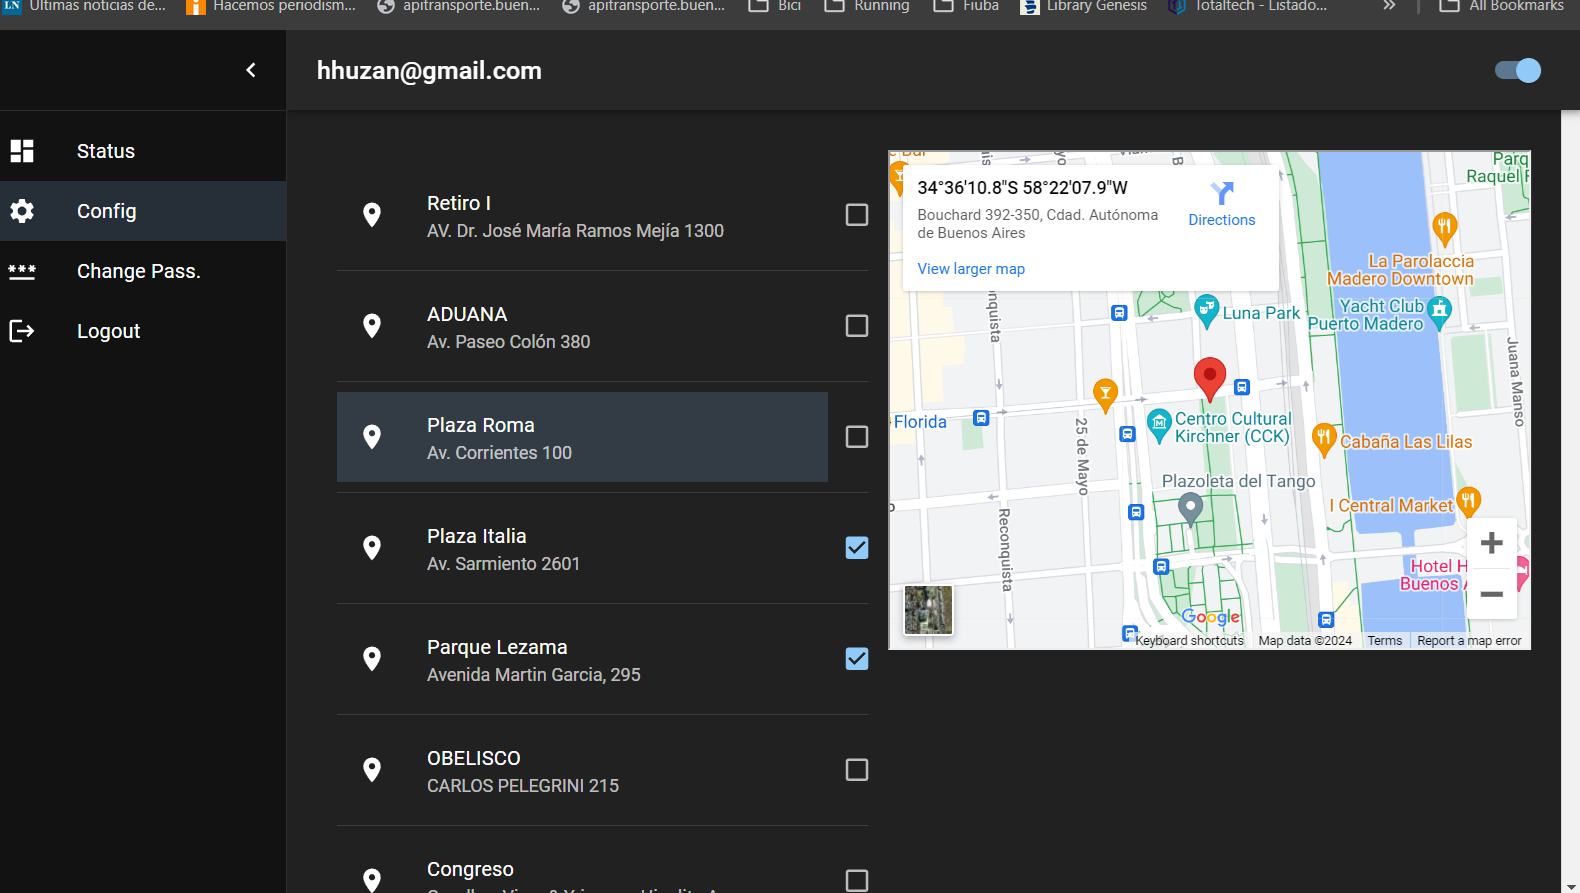 LN
Últimas noticias de...
Hacemos periodism...
apitransporte.buen...
apitransporte.buen...
Bici
Running
Fiuba
Library Genesis
Totaltech - Listado...
»
All Bookmarks
hhuzan@gmail.com
Status
Config
Change Pass.
Logout
Retiro I
AV. Dr. José María Ramos Mejía 1300
ADUANA
Av. Paseo Colón 380
Plaza Roma
Av. Corrientes 100
Plaza Italia
Av. Sarmiento 2601
Parque Lezama
Avenida Martin Garcia, 295
OBELISCO
CARLOS PELEGRINI 215
Congreso
34°36'10.8"S 58°22'07.9"W
Bouchard 392-350, Cdad. Autónoma
de Buenos Aires
Directions
View larger map
Parq
Raquel F
La Parolaccia
Madero Downtown
Yacht Club
Puerto Madero
Luna Park
Juana Manso
Florida
Centro Cultural
Kirchner (CCK)
Cabaña Las Lilas
25 de Mayo
Plazoleta del Tango
I Central Market
Reconquista
Hotel H
Buenos A
Google
Keyboard shortcuts
Map data ©2024
Terms
Report a map error